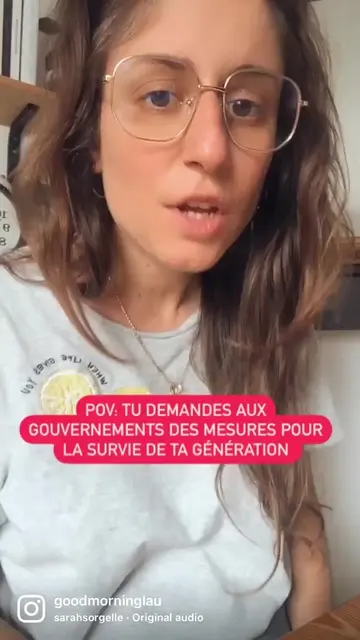 WHEN LIFE GIVES YOU
POV: TU DEMANDES AUX
GOUVERNEMENTS DES MESURES POUR
LA SURVIE DE TA GÉNÉRATION
goodmorninglau
sarahsorgelle · Original audio